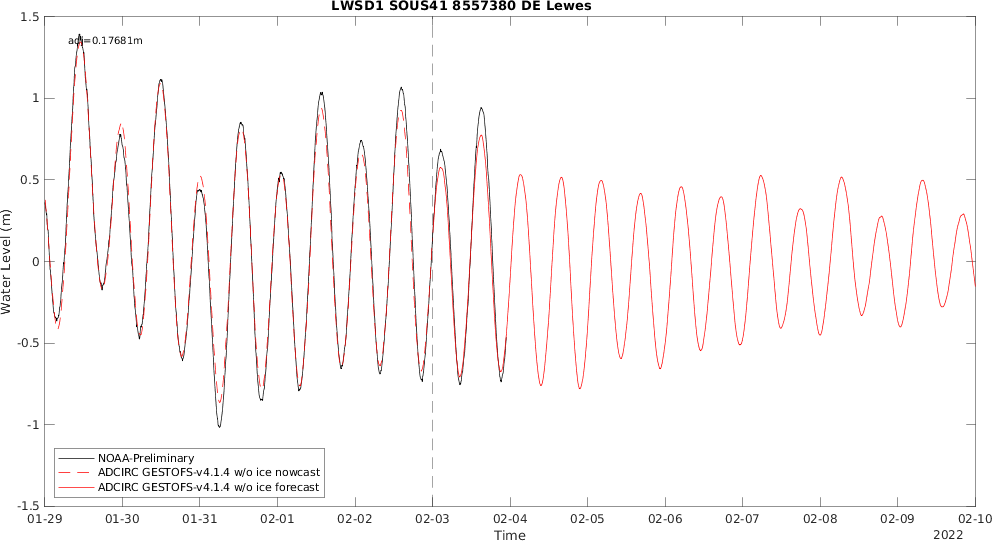 LWSD1 SOUS41 8557380 DE Lewes
1.5
adj=0.17681m
1
0.5
0
-0.5
-1
-1.5
Water Level (m)
NOAA-Preliminary
ADCIRC GESTOFS-v4.1.4 w/o ice nowcast
ADCIRC GESTOFS-v4.1.4 w/o ice forecast
01-29 01-30 01-31 02-01 02-02 02-03 02-04 02-05 02-06 02-07 02-08 02-09 02-10
Time
2022